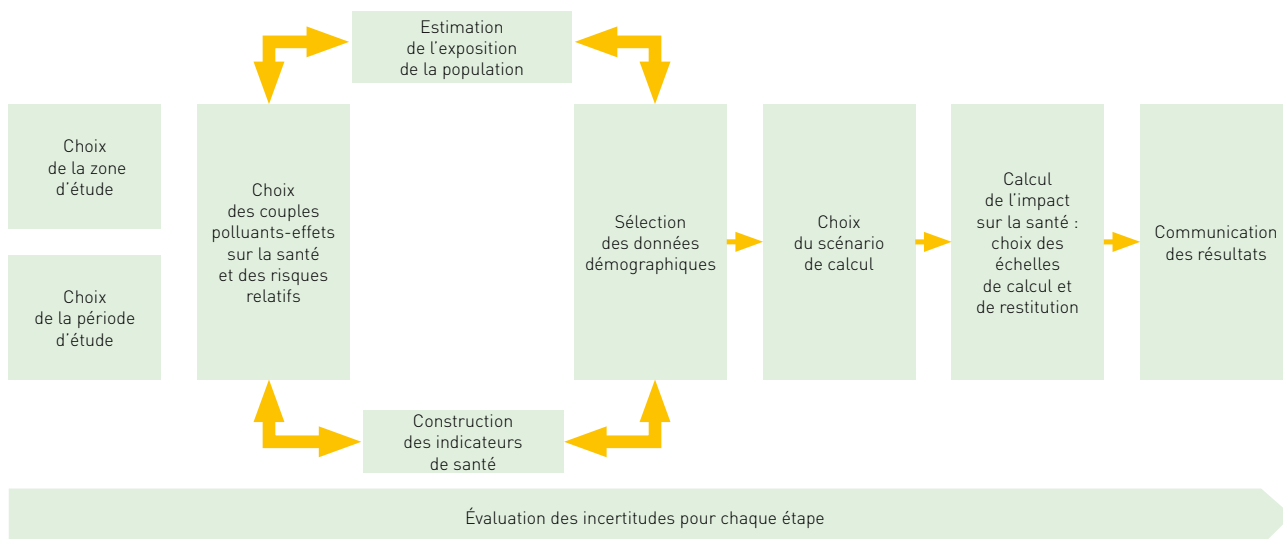 Estimation
de l'exposition
de la population
Choix
de la zone
d'étude
Choix
de la période
d'étude
Choix
des couples
polluants-effets
sur la santé
et des risques
relatifs
Construction
des indicateurs
de santé
Sélection
des données
démographiques
Choix
du scénario
de calcul
Calcul
de l'impact
sur la santé :
choix des
échelles
de calcul et
de restitution
Communication
des résultats
Évaluation des incertitudes pour chaque étape